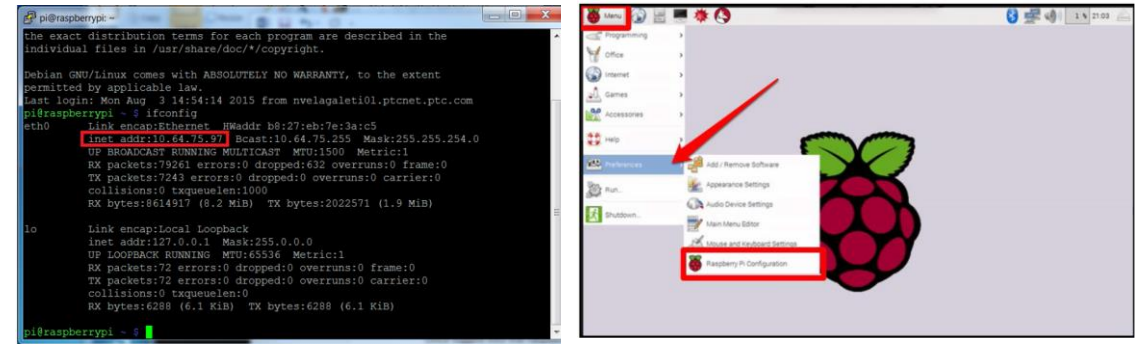 pi@raspberrypi: ~
the exact distribution terms for each program are described in the
individual files in /usr/share/doc/*/copyright.
Debian GNU/Linux comes with ABSOLUTELY NO WARRANTY, to the extent
permitted by applicable law.
Last login: Mon Aug  3 14:54:14 2015 from nvelagaleti01.ptcnet.ptc.com
pi@raspberrypi ~ $ ifconfig
eth0      Link encap:Ethernet  HWaddr b8:27:eb:7e:3a:c5
inet addr:10.64.75.97  Bcast:10.64.75.255  Mask:255.255.254.0
UP BROADCAST RUNNING MULTICAST  MTU:1500  Metric:1
RX packets:79261 errors:0 dropped:632 overruns:0 frame:0
TX packets:7243 errors:0 dropped:0 overruns:0 carrier:0
collisions:0 txqueuelen:1000
RX bytes:8614917 (8.2 MiB)  TX bytes:2022571 (1.9 MiB)
lo        Link encap:Local Loopback
inet addr:127.0.0.1  Mask:255.0.0.0
UP LOOPBACK RUNNING  MTU:65536  Metric:1
RX packets:72 errors:0 dropped:0 overruns:0 frame:0
TX packets:72 errors:0 dropped:0 overruns:0 carrier:0
collisions:0 txqueuelen:0
RX bytes:6288 (6.1 KiB)  TX bytes:6288 (6.1 KiB)
pi@raspberrypi ~ $
Menu
1 %
21:03
Programming
Office
Internet
Games
Accessories
Help
Preferences
Run...
Shutdown...
Add / Remove Software
Appearance Settings
Audio Device Settings
Main Menu Editor
Mouse and Keyboard Settings
Raspberry Pi Configuration